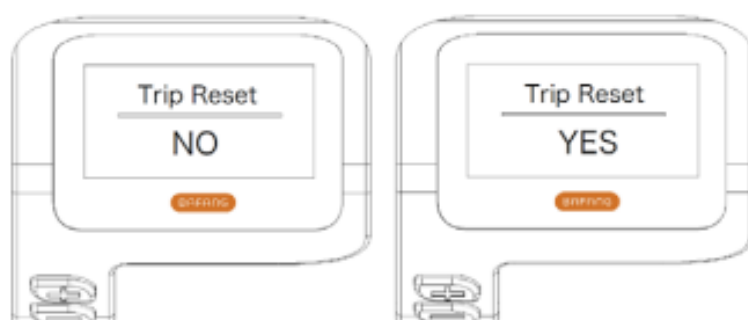 Trip Reset
NO
BAFANG
Trip Reset
YES
BAFANG